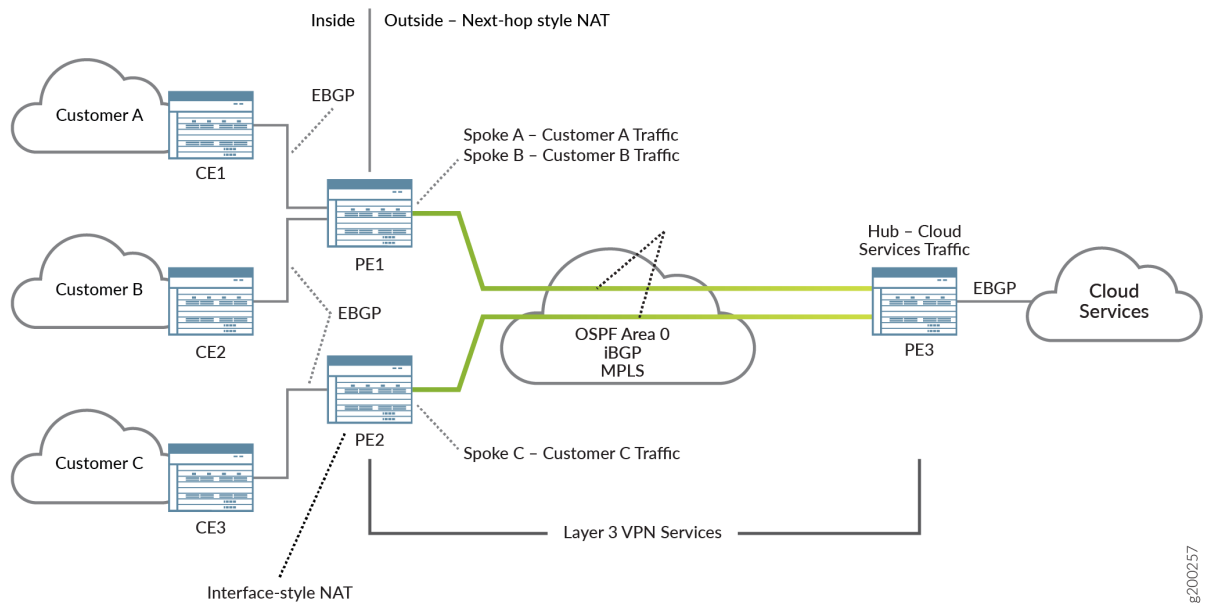 Inside
Outside – Next-hop style NAT
EBGP
Customer A
CE1
Spoke A – Customer A Traffic
Spoke B – Customer B Traffic
PE1
Hub – Cloud
Services Traffic
Customer B
CE2
EBGP
EBGP
Cloud
Services
OSPF Area 0
iBGP
MPLS
PE3
PE2
Spoke C – Customer C Traffic
Customer C
CE3
Layer 3 VPN Services
Interface-style NAT
g200257